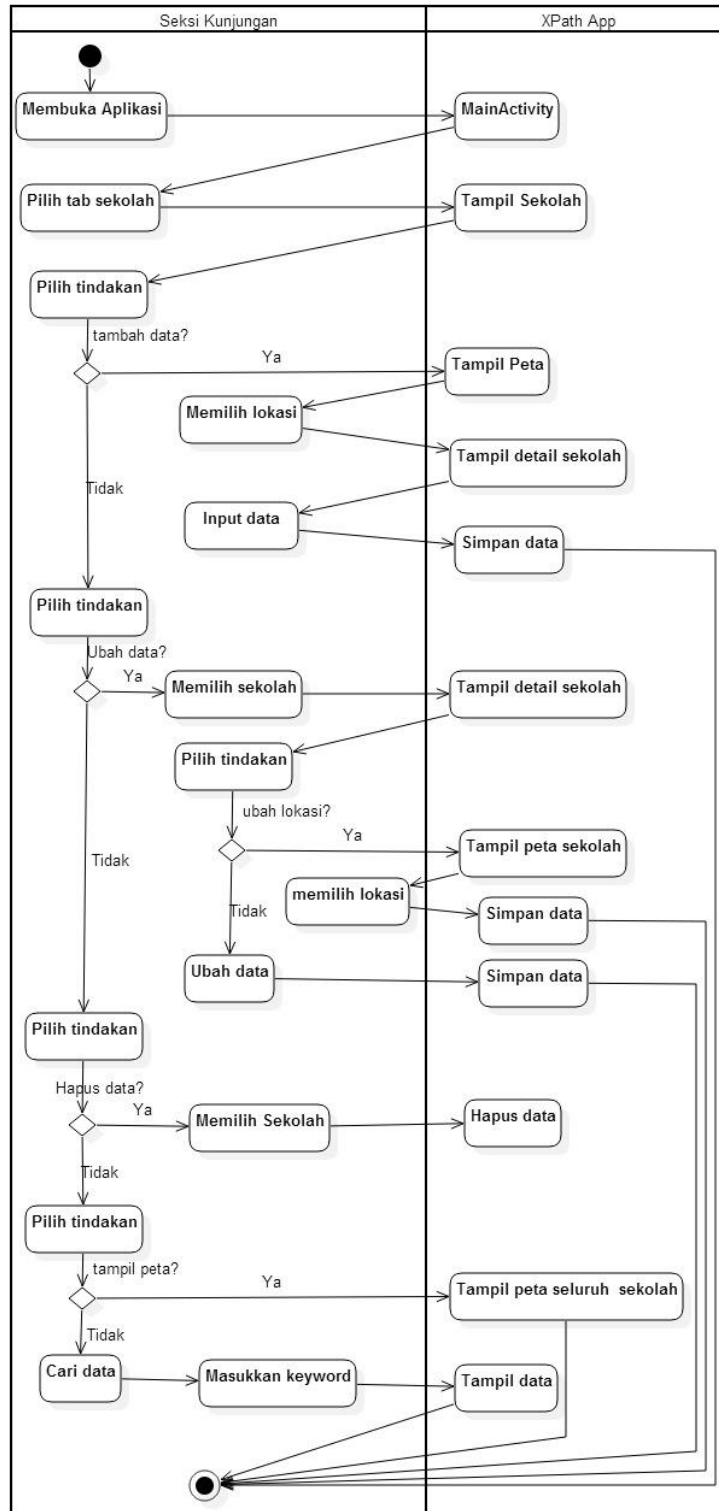 Seksi Kunjungan
XPath App
Membuka Aplikasi
MainActivity
Pilih tab sekolah
Tampil Sekolah
Pilih tindakan
tambah data?
Ya
Tampil Peta
Memilih lokasi
Tampil detail sekolah
Tidak
Input data
Simpan data
Pilih tindakan
Ubah data?
Ya
Memilih sekolah
Tampil detail sekolah
Pilih tindakan
ubah lokasi?
Ya
Tampil peta sekolah
Tidak
memilih lokasi
Simpan data
Tidak
Ubah data
Simpan data
Pilih tindakan
Hapus data?
Ya
Memilih Sekolah
Hapus data
Tidak
Pilih tindakan
tampil peta?
Ya
Tampil peta seluruh  sekolah
Tidak
Cari data
Masukkan keyword
Tampil data